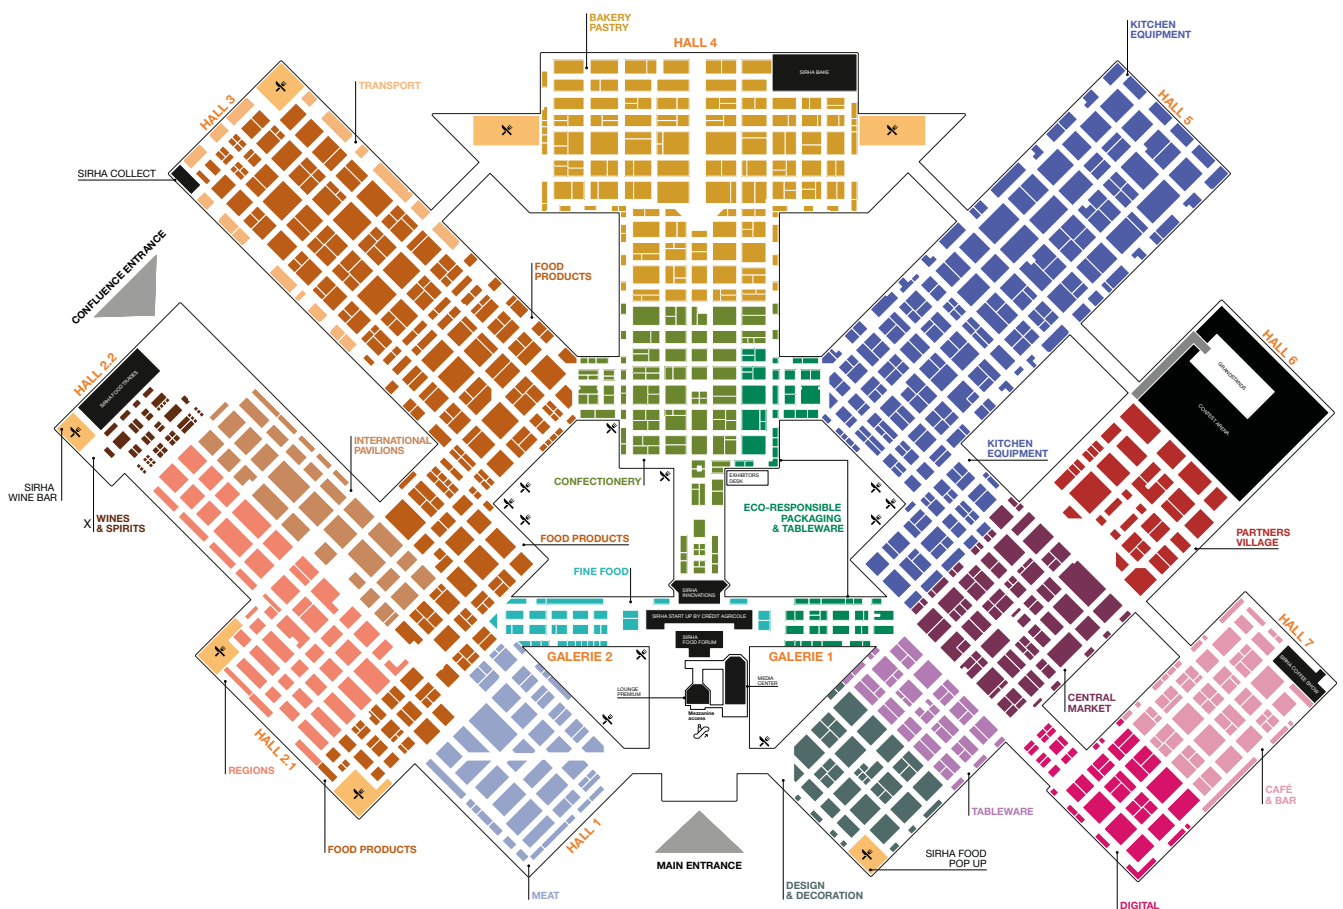 BAKERY
PASTRY
HALL 4
KITCHEN
EQUIPMENT
SIRHA BAKE
TRANSPORT
HALL 3
HALL 5
SIRHA COLLECT
CONFLUENCE ENTRANCE
FOOD
PRODUCTS
HALL 2.2
SIRHA FOOD TRADES
HALL 6
GRANDSTANDS
CONTEST ARENA
INTERNATIONAL
PAVILIONS
KITCHEN
EQUIPMENT
CONFECTIONERY
EXHIBITORS
DESK
SIRHA
WINE BAR
X
WINES
& SPIRITS
ECO-RESPONSIBLE
PACKAGING
& TABLEWARE
FOOD PRODUCTS
PARTNERS
VILLAGE
FINE FOOD
SIRHA
INNOVATIONS
SIRHA START UP BY CRÉDIT AGRICOLE
SIRHA
FOOD FORUM
GALERIE 2
GALERIE 1
HALL 7
SIRHA COFFEE SHOW
LOUNGE
PREMIUM
MEDIA
CENTER
Mezzanine
access
CENTRAL
MARKET
HALL 2.1
REGIONS
CAFÉ
& BAR
TABLEWARE
HALL 1
FOOD PRODUCTS
MAIN ENTRANCE
SIRHA FOOD
POP UP
MEAT
DESIGN
& DECORATION
DIGITAL